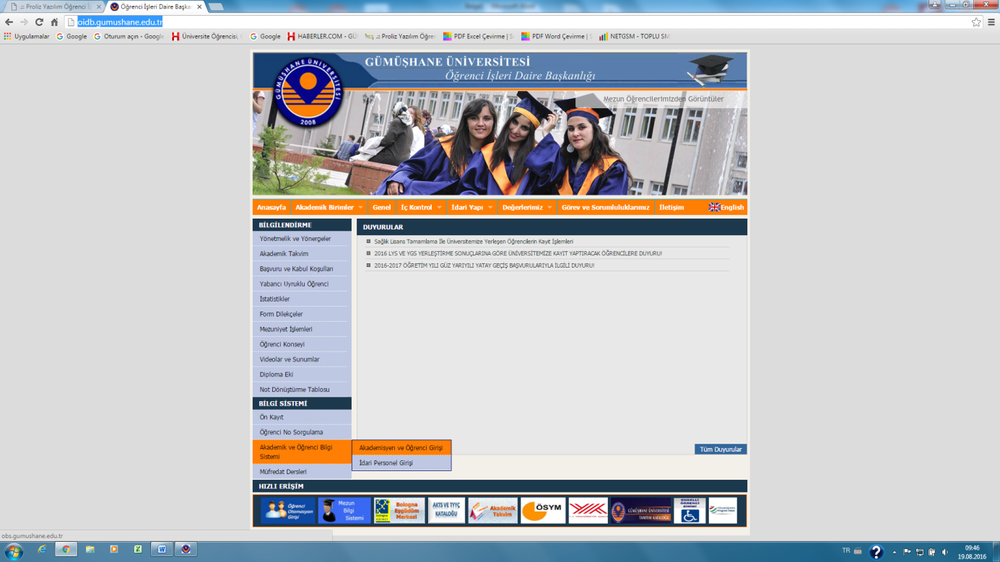 .:: Proliz Yazılım Öğrenci İ
Öğrenci İşleri Daire Başka
oidb.gumushane.edu.tr
Uygulamalar
Google
Oturum açın - Google
Üniversite Öğrencisi,
Google
HABERLER.COM - GÜ
.:: Proliz Yazılım Öğren
PDF Excel Çevirme |
PDF Word Çevirme |
NETGSM - TOPLU SM
GÜMÜŞHANE ÜNİVERSİTESİ
Öğrenci İşleri Daire Başkanlığı
GÜMÜŞHANE ÜNİVERSİTESİ
2008
Mezun Öğrencilerimizden Görüntüler
Anasayfa
Akademik Birimler
Genel
İç Kontrol
İdari Yapı
Değerlerimiz
Görev ve Sorumluluklarımız
İletişim
English
BİLGİLENDİRME
Yönetmelik ve Yönergeler
Akademik Takvim
Başvuru ve Kabul Koşulları
Yabancı Uyruklu Öğrenci
İstatistikler
Form Dilekçeler
Mezuniyet İşlemleri
Öğrenci Konseyi
Videolar ve Sunumlar
Diploma Eki
Not Dönüştürme Tablosu
BİLGİ SİSTEMİ
Ön Kayıt
Öğrenci No Sorgulama
Akademik ve Öğrenci Bilgi
Sistemi
Müfredat Dersleri
Akademisyen ve Öğrenci Girişi
İdari Personel Girişi
DUYURULAR
Sağlık Lisans Tamamlama İle Üniversitemize Yerleşen Öğrencilerin Kayıt İşlemleri
2016 LYS VE YGS YERLEŞTİRME SONUÇLARINA GÖRE ÜNİVERSİTEMİZE KAYIT YAPTIRACAK ÖĞRENCİLERE DUYURU!
2016-2017 ÖĞRETİM YILI GÜZ YARIYILI YATAY GEÇİŞ BAŞVURULARIYLA İLGİLİ DUYURU!
Tüm Duyurular
HIZLI ERİŞİM
Öğrenci
Otomasyon
Girişi
Mezun
Bilgi
Sistemi
Bologna
Eşgüdüm
Merkezi
AKTS VE TYYÇ
KATALOĞU
Akademik
Takvim
ÖSYM
GÜMÜŞHANE ÜNİVERSİTESİ
TANITIM KATALOĞU
ENGELLİ
ÖĞRENCİ
BİRİMİ
obs.gumushane.edu.tr
TR
09:46
19.08.2016